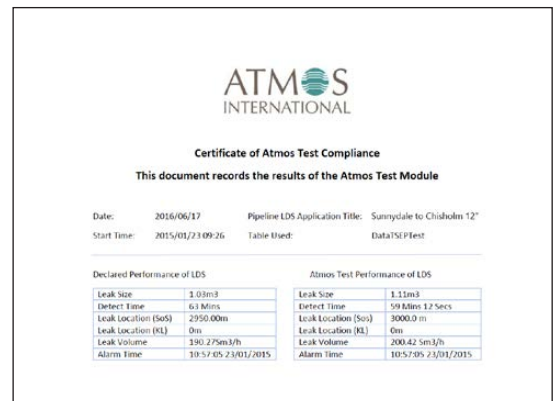 ATMOS
INTERNATIONAL
Certificate of Atmos Test Compliance
This document records the results of the Atmos Test Module
Date: 2016/06/17 Pipeline LDS Application Title: Sunnydale to Chisholm 12"
Start Time: 2015/01/23 09:26 Table Used: DataTSEPTest
Declared Performance of LDS Atmos Test Performance of LDS
Leak Size 1.03m3 Leak Size 1.11m3
Detect Time 63 Mins Detect Time 59 Mins 12 Secs
Leak Location (SoS) 2950.00m Leak Location (Sos) 3000.0 m
Leak Location (KL) 0m Leak Location (KL) 0m
Leak Volume 190.275m3/h Leak Volume 200.42 5m3/h
Alarm Time 10:57:05 23/01/2015 Alarm Time 10:57:05 23/01/2015